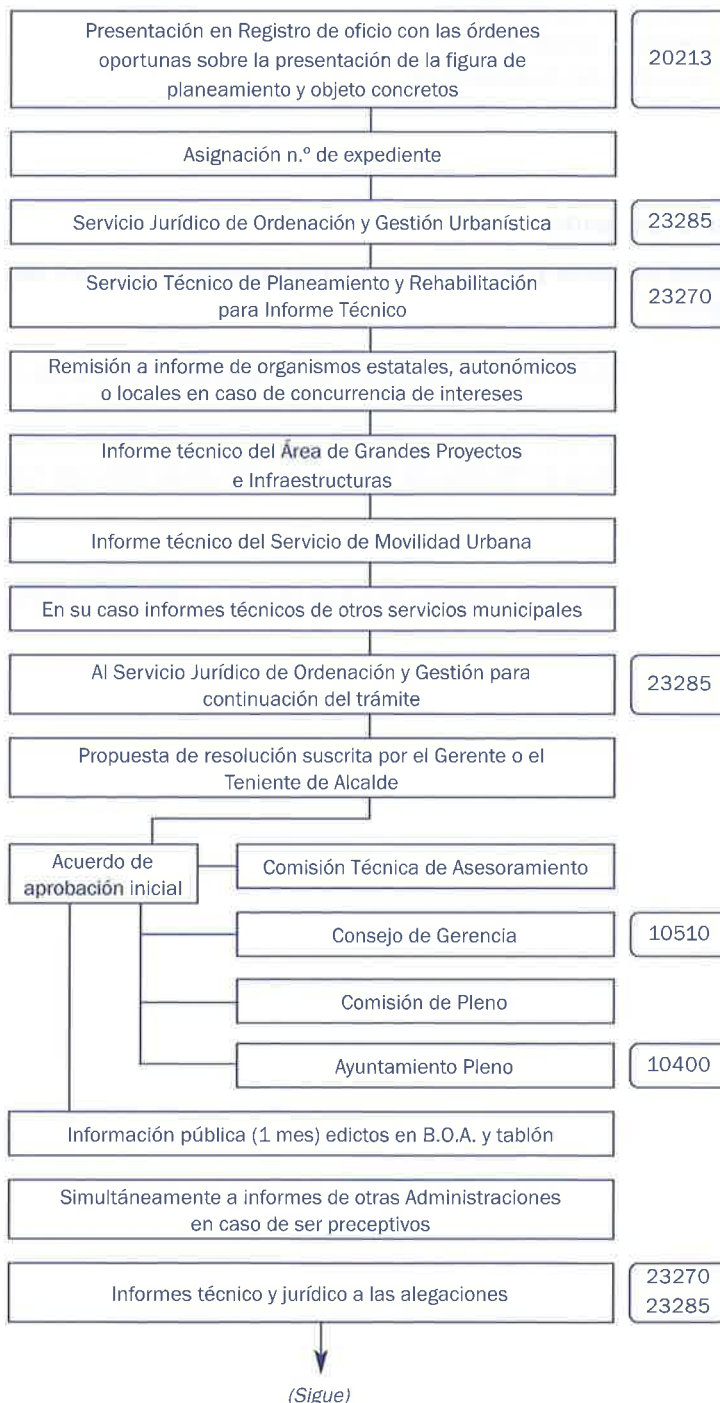 Presentación en Registro de oficio con las órdenes
oportunas sobre la presentación de la figura de
planeamiento y objeto concretos
20213
Asignación n.º de expediente
Servicio Jurídico de Ordenación y Gestión Urbanística
23285
Servicio Técnico de Planeamiento y Rehabilitación
para Informe Técnico
23270
Remisión a informe de organismos estatales, autonómicos
o locales en caso de concurrencia de intereses
Informe técnico del Área de Grandes Proyectos
e Infraestructuras
Informe técnico del Servicio de Movilidad Urbana
En su caso informes técnicos de otros servicios municipales
Al Servicio Jurídico de Ordenación y Gestión para
continuación del trámite
23285
Propuesta de resolución suscrita por el Gerente o el
Teniente de Alcalde
Acuerdo de
aprobación inicial
Comisión Técnica de Asesoramiento
Consejo de Gerencia
10510
Comisión de Pleno
Ayuntamiento Pleno
10400
Información pública (1 mes) edictos en B.O.A. y tablón
Simultáneamente a informes de otras Administraciones
en caso de ser preceptivos
Informes técnico y jurídico a las alegaciones
23270
23285
(Sigue)